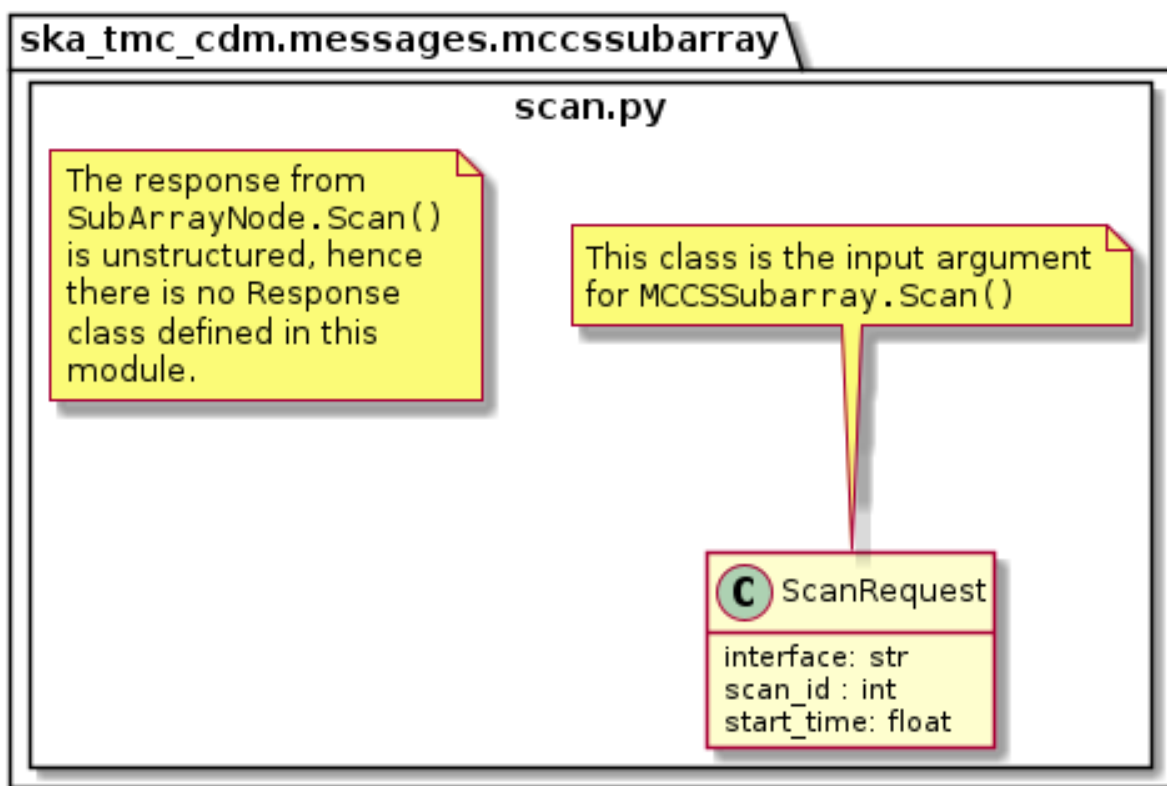 ska_tmc_cdm.messages.mccssubarray
scan.py
The response from
SubArrayNode.Scan()
is unstructured, hence
there is no Response
class defined in this
module.
This class is the input argument
for MCCSSubarray.Scan()
C ScanRequest
interface: str
scan_id : int
start_time: float